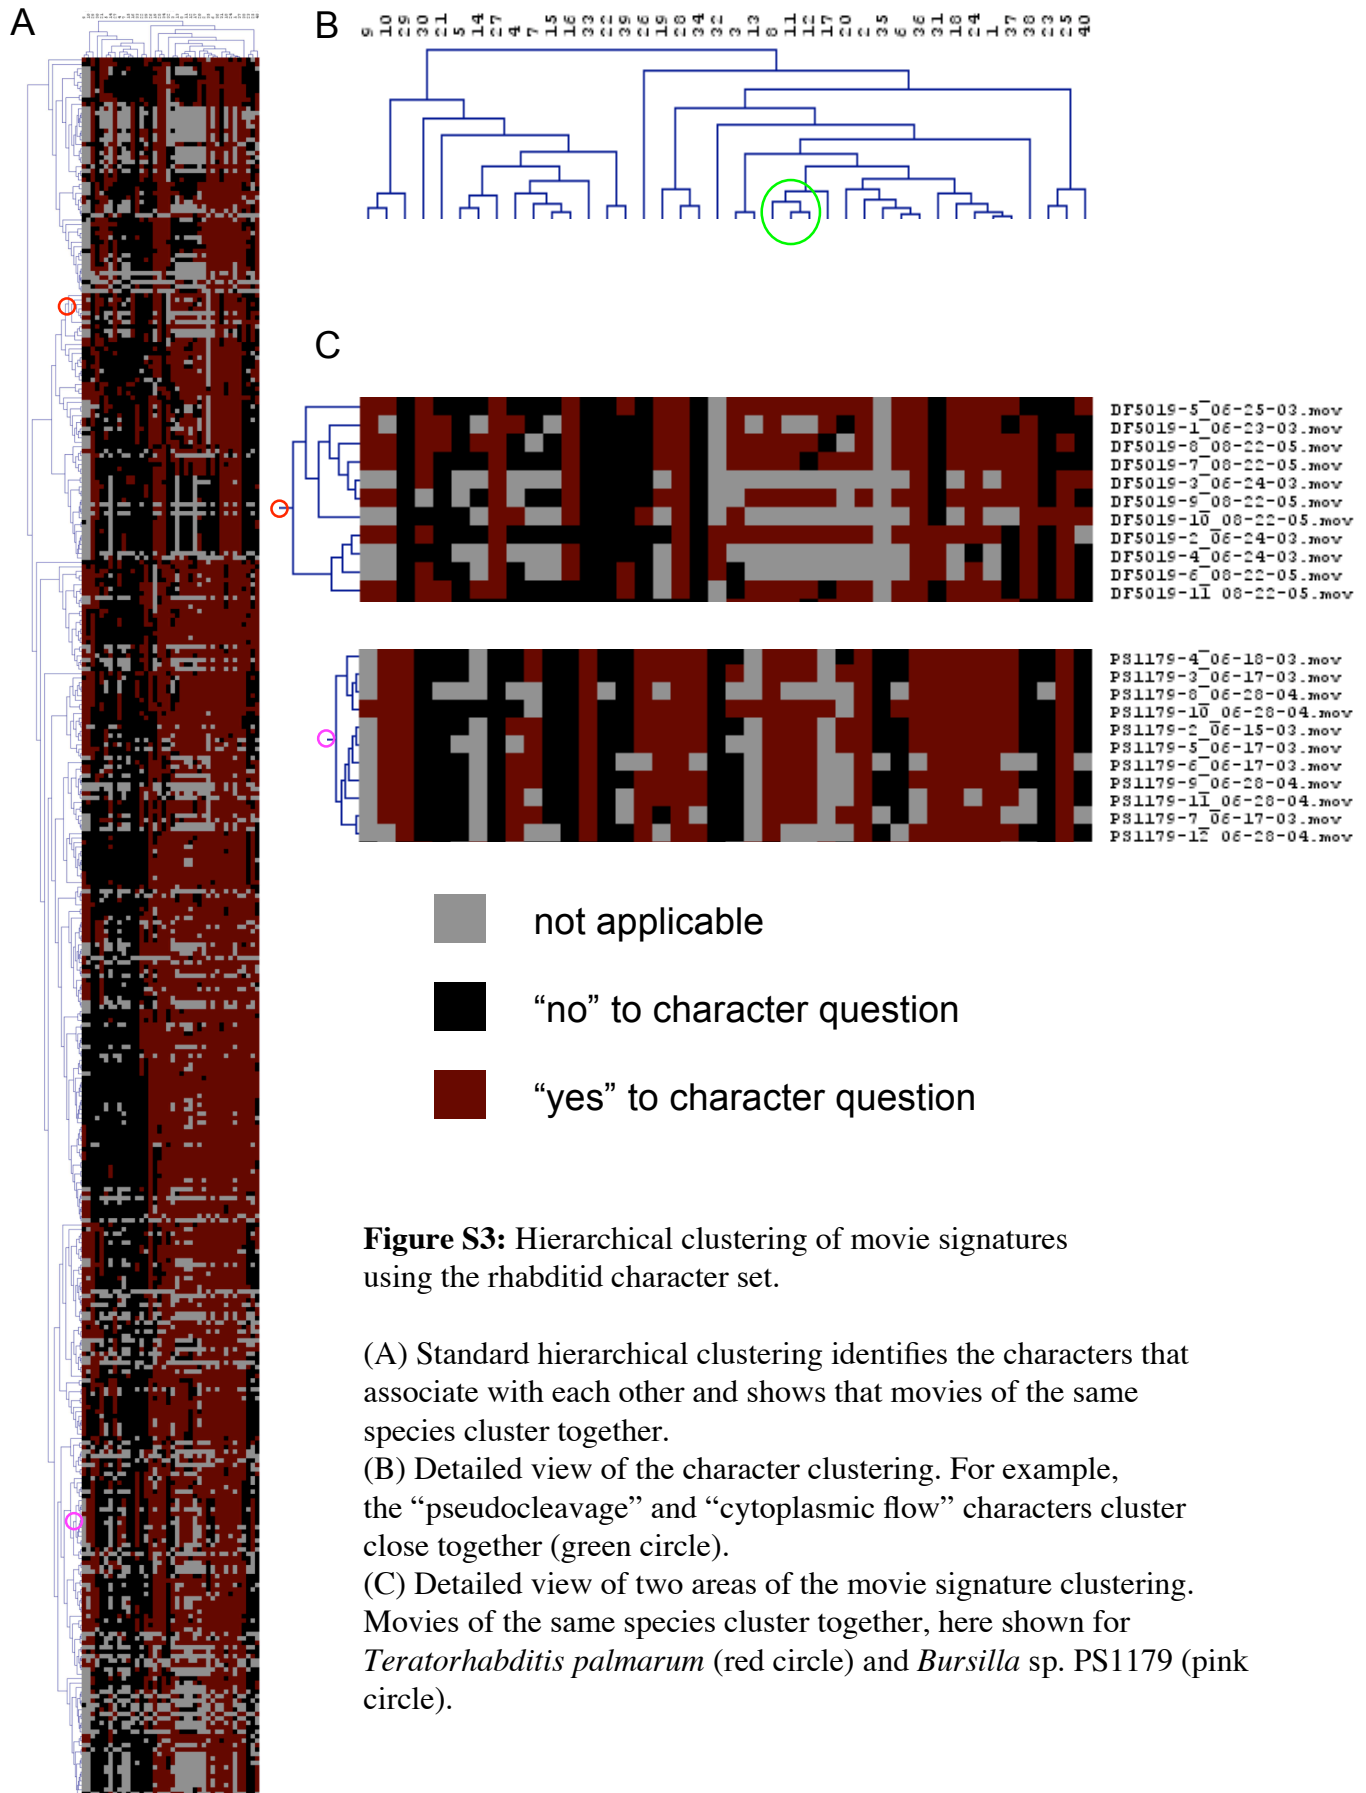 A
B
9 10 29 30 21 5 14 27 4 7 15 16 33 22 39 26 19 28 34 32 3 13 8 11 12 17 20 2 35 6 36 31 18 24 1 37 38 23 25 40
C
DF5019-5_06-25-03.mov
DF5019-1_06-23-03.mov
DF5019-8_08-22-05.mov
DF5019-7_08-22-05.mov
DF5019-3_06-24-03.mov
DF5019-9_08-22-05.mov
DF5019-10_08-22-05.mov
DF5019-2_06-24-03.mov
DF5019-4_06-24-03.mov
DF5019-6_08-22-05.mov
DF5019-11_08-22-05.mov
PS1179-4_06-18-03.mov
PS1179-3_06-17-03.mov
PS1179-8_06-28-04.mov
PS1179-10_06-28-04.mov
PS1179-2_06-15-03.mov
PS1179-5_06-17-03.mov
PS1179-6_06-17-03.mov
PS1179-9_06-28-04.mov
PS1179-11_06-28-04.mov
PS1179-7_06-17-03.mov
PS1179-12_06-28-04.mov
not applicable
“no” to character question
“yes” to character question
Figure S3: Hierarchical clustering of movie signatures
using the rhabditid character set.
(A) Standard hierarchical clustering identifies the characters that
associate with each other and shows that movies of the same
species cluster together.
(B) Detailed view of the character clustering. For example,
the “pseudocleavage” and “cytoplasmic flow” characters cluster
close together (green circle).
(C) Detailed view of two areas of the movie signature clustering.
Movies of the same species cluster together, here shown for
Teratorhabditis palmarum (red circle) and Bursilla sp. PS1179 (pink
circle).